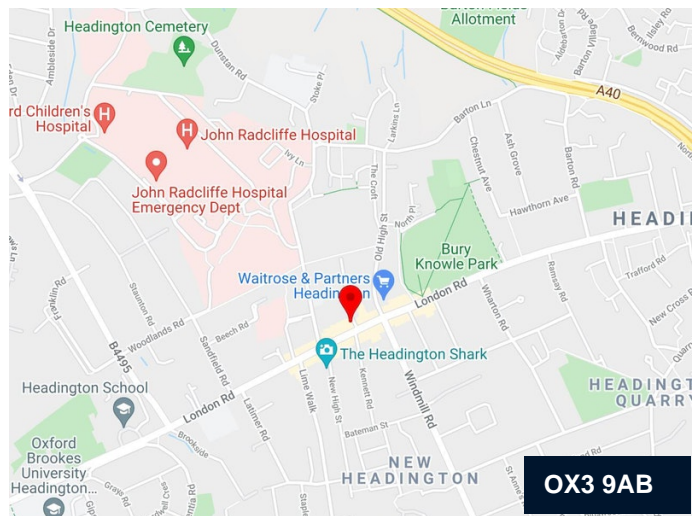 Headington Cemetery
Allotment
Ambleside Dr
Dunstan Rd
Stoke Pl
Larkins Ln
Barton Ln
Aldebarton Dr
Barton Village Rd
Bernwood Rd
A40
rd Children's
Hospital
John Radcliffe Hospital
Ivy Ln
John Radcliffe Hospital
Emergency Dept
The Croft
Old High St
North Pl
Chestnut Ave
Ash Grove
Barton Rd
Hawthorn Ave
HEADI
Bury
Knowle Park
Waitrose & Partners
Headington
London Rd
Franklin Rd
Staunton Rd
Woodlands Rd
Beech Rd
Sandfield Rd
B4495
Wharton Rd
Ramsay Rd
Trafford Rd
New Cross R
The Headington Shark
Headington School
London Rd
Latimer Rd
Lime Walk
New High St
Kennett Rd
Windmill Rd
Bateman St
HEADINGT
QUARRY
Brookside
Oxford
Brookes
University
Headington...
Grays Rd
NEW
HEADINGTON
OX3 9AB